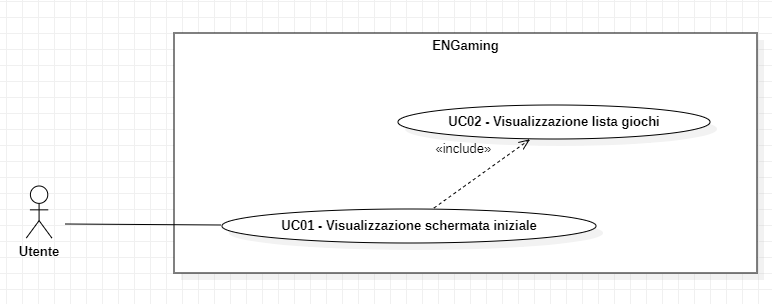 ENGaming
UC02 - Visualizzazione lista giochi
«include»
UC01 - Visualizzazione schermata iniziale
Utente